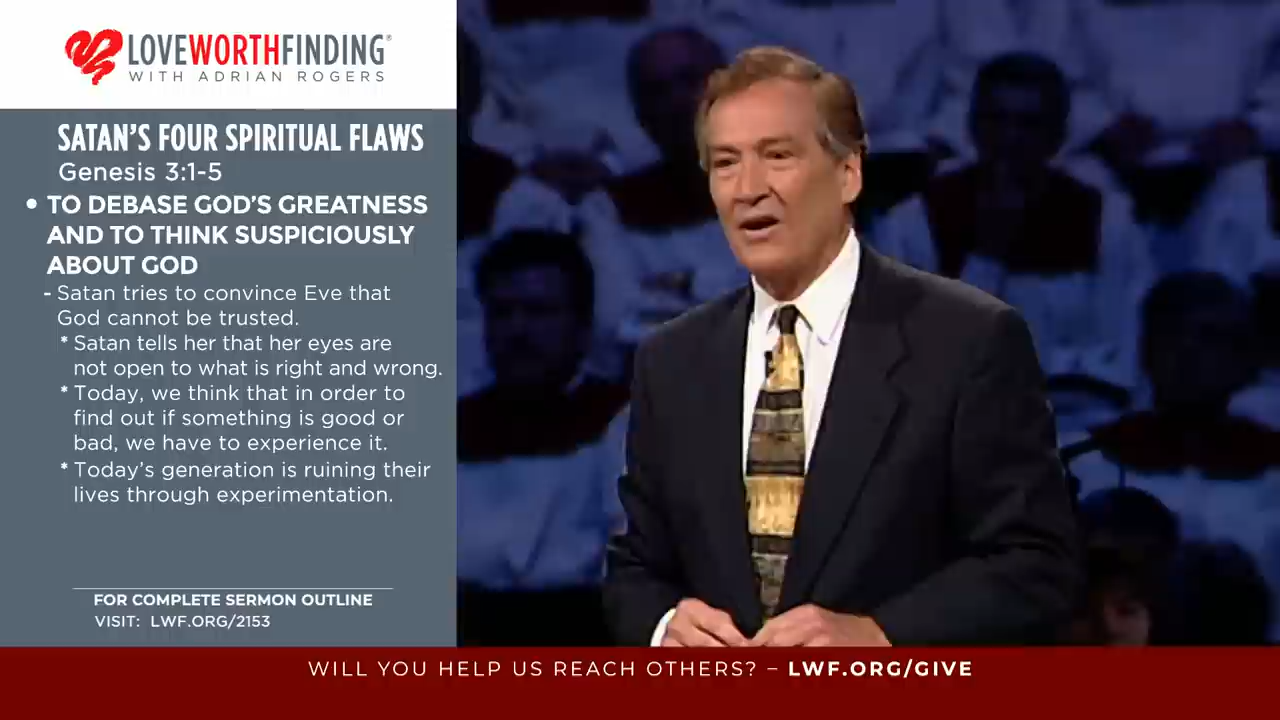 LOVEWORTHFINDING®
WITH ADRIAN ROGERS
SATAN'S FOUR SPIRITUAL FLAWS
Genesis 3:1-5
• TO DEBASE GOD'S GREATNESS
AND TO THINK SUSPICIOUSLY
ABOUT GOD
- Satan tries to convince Eve that
God cannot be trusted.
* Satan tells her that her eyes are
not open to what is right and wrong.
* Today, we think that in order to
find out if something is good or
bad, we have to experience it.
* Today's generation is ruining their
lives through experimentation.
FOR COMPLETE SERMON OUTLINE
VISIT: LWF.ORG/2153
WILL YOU HELP US REACH OTHERS? – LWF.ORG/GIVE